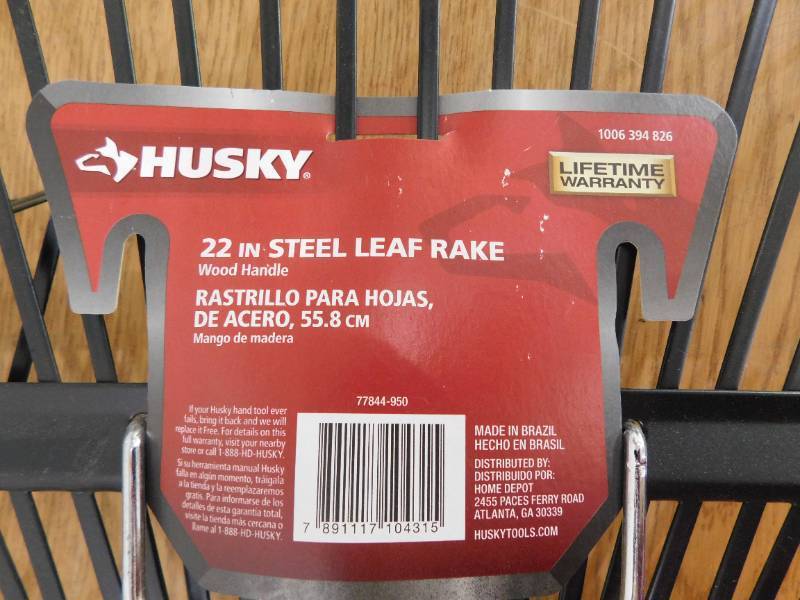 HUSKY®
1006 394 826
LIFETIME
WARRANTY
22 IN STEEL LEAF RAKE
Wood Handle
RASTRILLO PARA HOJAS,
DE ACERO, 55.8 CM
Mango de madera
77844-950
If your Husky hand tool ever
fails, bring it back and we will
replace it Free. For details on this
full warranty, visit your nearby
store or call 1-888-HD-HUSKY.
Si su herramienta manual Husky
falla en algún momento, tráigala
a la tienda y la reemplazaremos
gratis. Para informarse de los
detalles de esta garantía total,
visite la tienda más cercana o
llame al 1-888-HD-HUSKY.
7 891117 104315
MADE IN BRAZIL
HECHO EN BRASIL
DISTRIBUTED BY:
DISTRIBUIDO POR:
HOME DEPOT
2455 PACES FERRY ROAD
ATLANTA, GA 30339
HUSKYTOOLS.COM